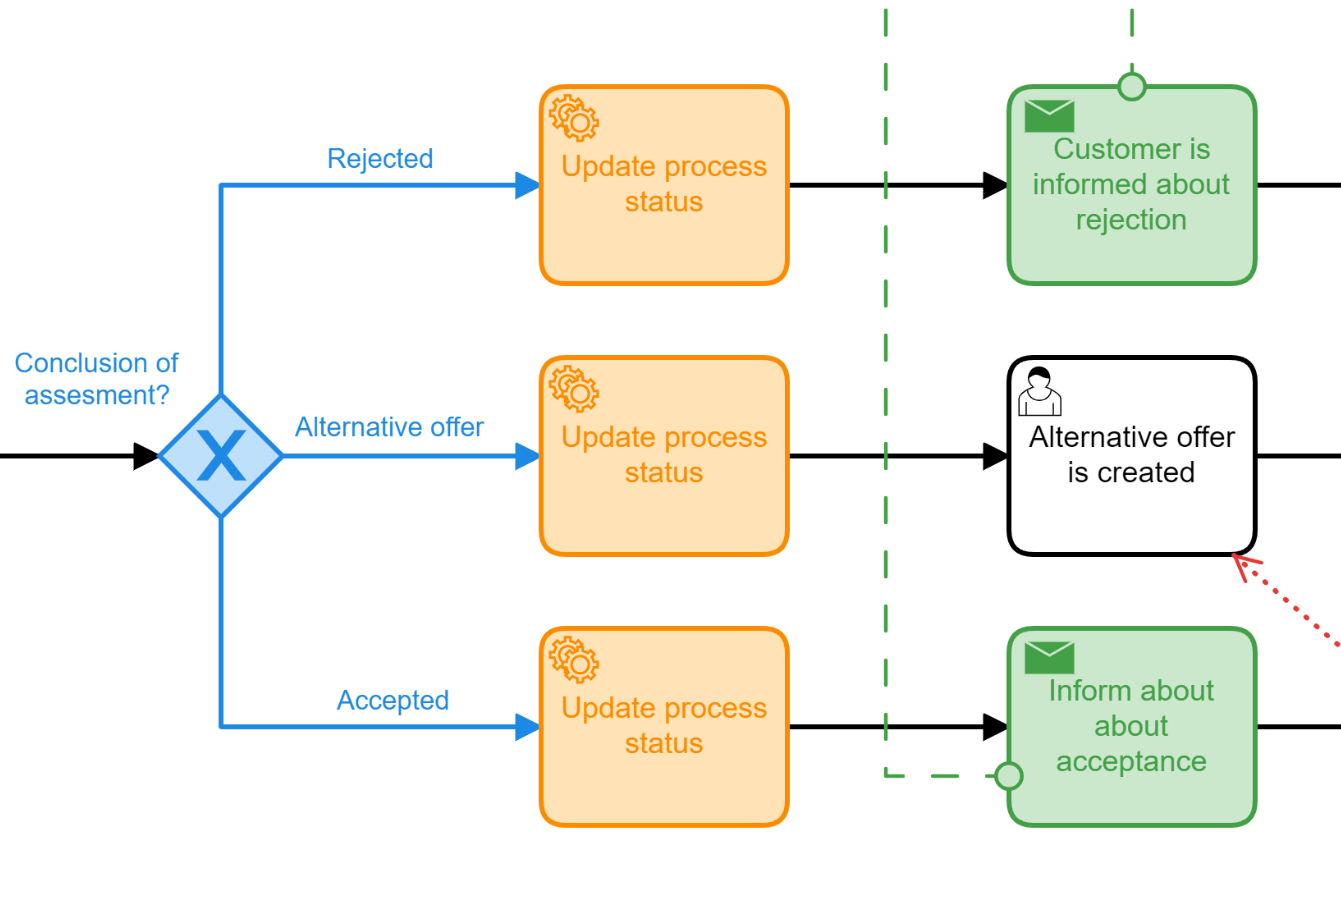 Rejected
Update process
status
Customer is
informed about
rejection
Conclusion of
assesment?
X
Alternative offer
Update process
status
Alternative offer
is created
Accepted
Update process
status
Inform about
about
acceptance